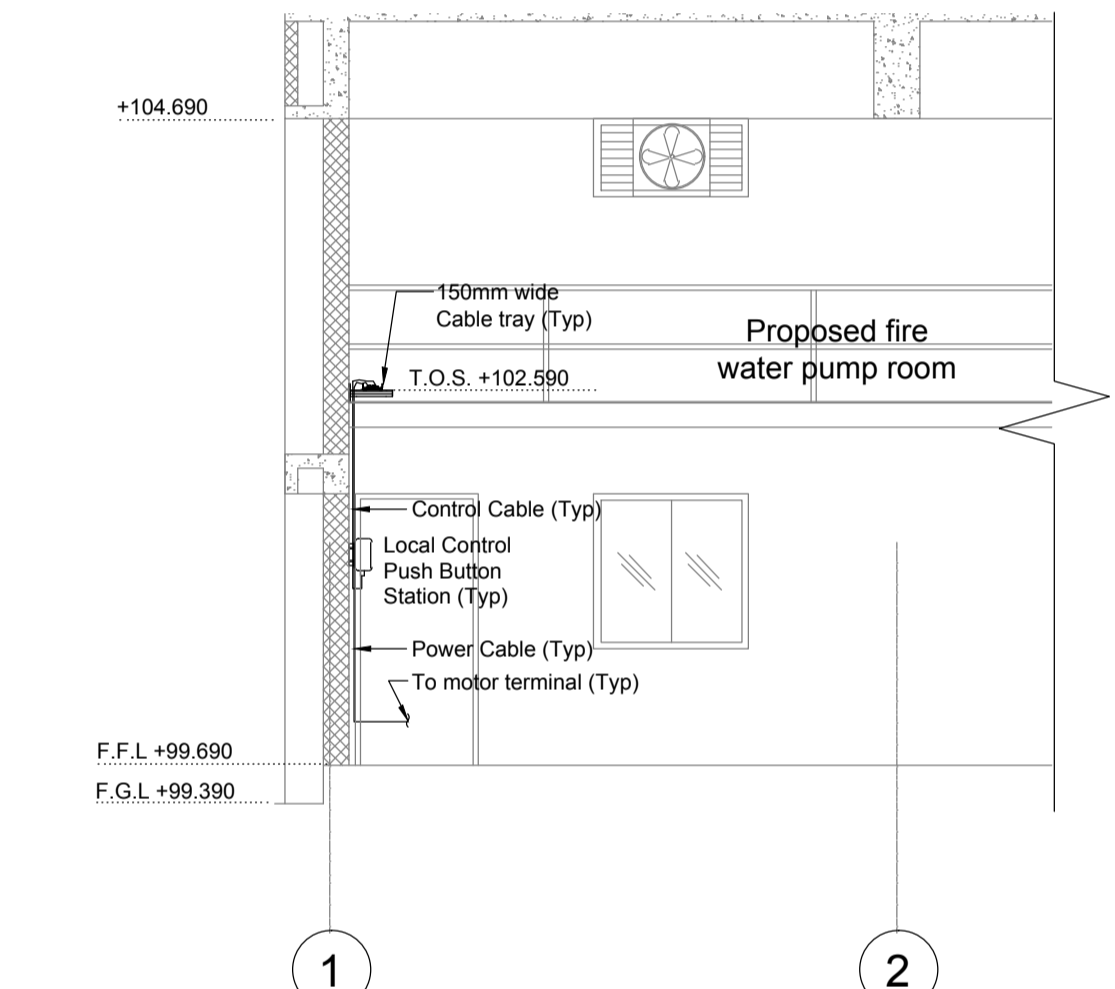 +104.690
150mm wide
Cable tray (Typ)
Proposed fire
water pump room
T.O.S. +102.590
Control Cable (Typ)
Local Control
Push Button
Station (Typ)
Power Cable (Typ)
To motor terminal (Typ)
F.F.L +99.690
F.G.L +99.390
1
2